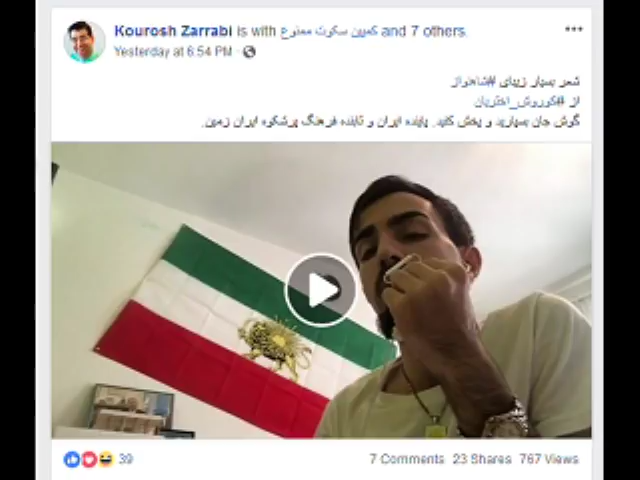 Kourosh Zarrabi is with کمپین سکوت ممنوع and 7 others.
Yesterday at 6:54 PM
شعر بسیار زیبای #شاهنواز
از #کوروش_اختریان
گوش جان بسپارید و پخش کنید. پاینده ایران و تابنده فرهنگ پرشکوه ایران زمین.
39
7 Comments 23 Shares 767 Views